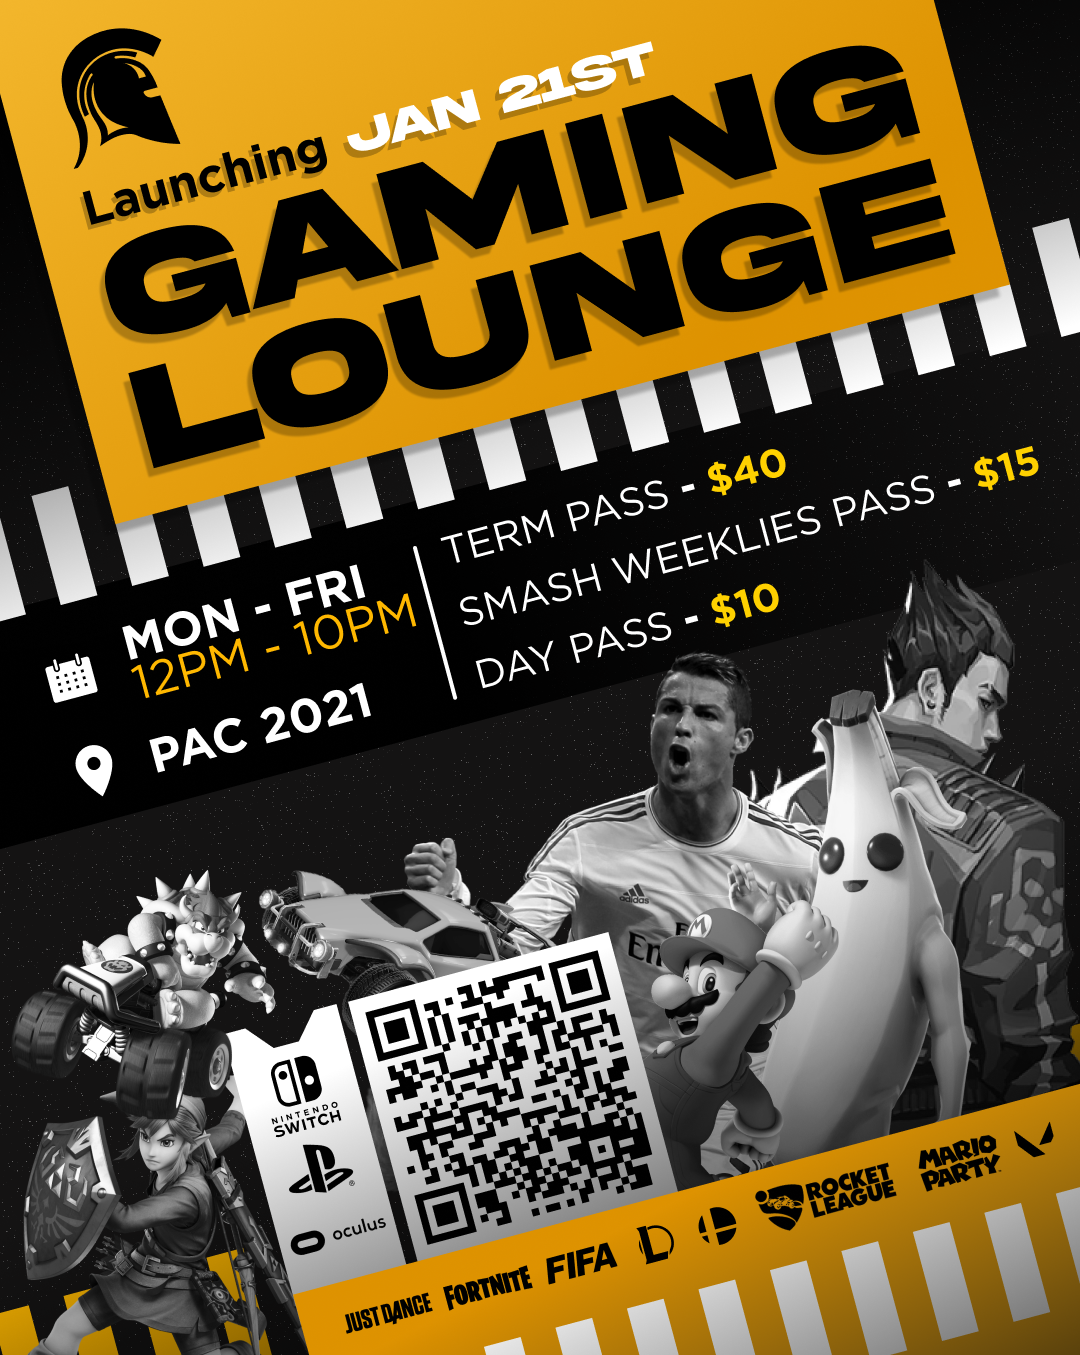 Launching JAN 21ST
GAMING
LOUNGE
MON - FRI
12PM - 10PM
PAC 2021
TERM PASS - $40
SMASH WEEKLIES PASS - $15
DAY PASS - $10
adidas
M
NINTENDO
SWITCH
oculus
JUST DANCE
FORTNITE
FIFA
ROCKET
LEAGUE
MARIO
PARTY